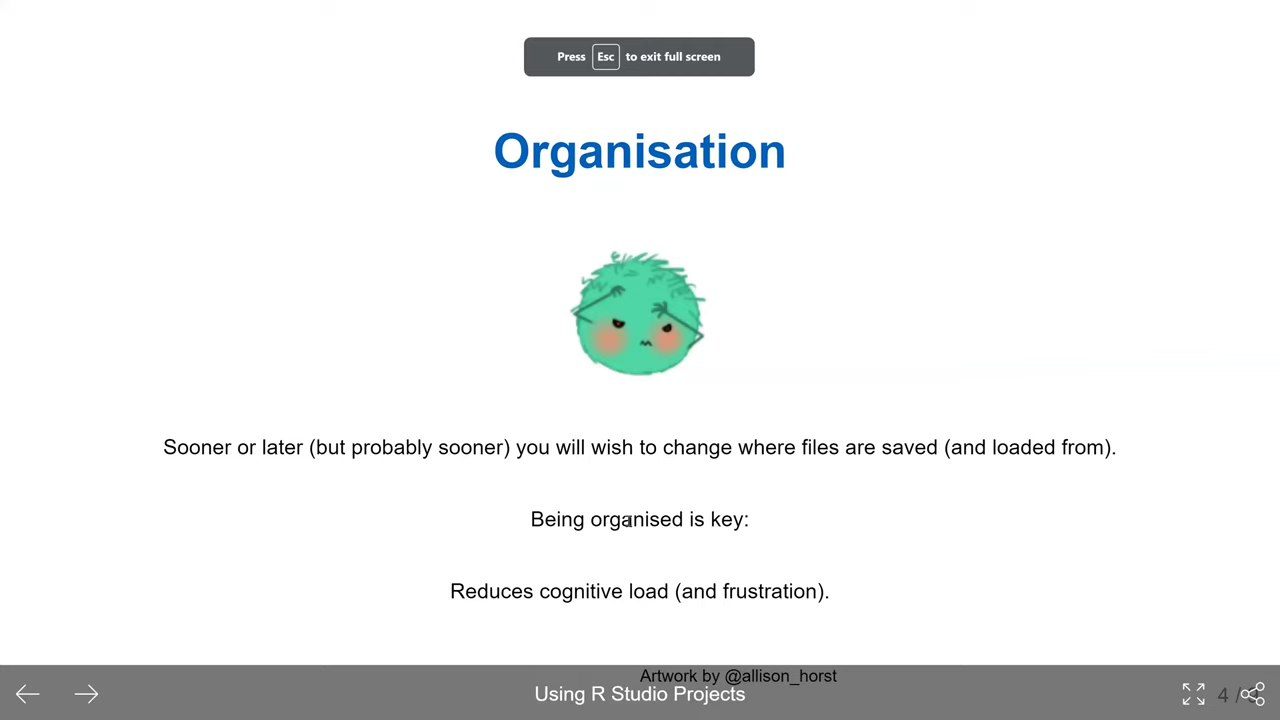 Press Esc to exit full screen
Organisation
Sooner or later (but probably sooner) you will wish to change where files are saved (and loaded from).
Being organised is key:
Reduces cognitive load (and frustration).
Artwork by @allison_horst
Using R Studio Projects
4 /